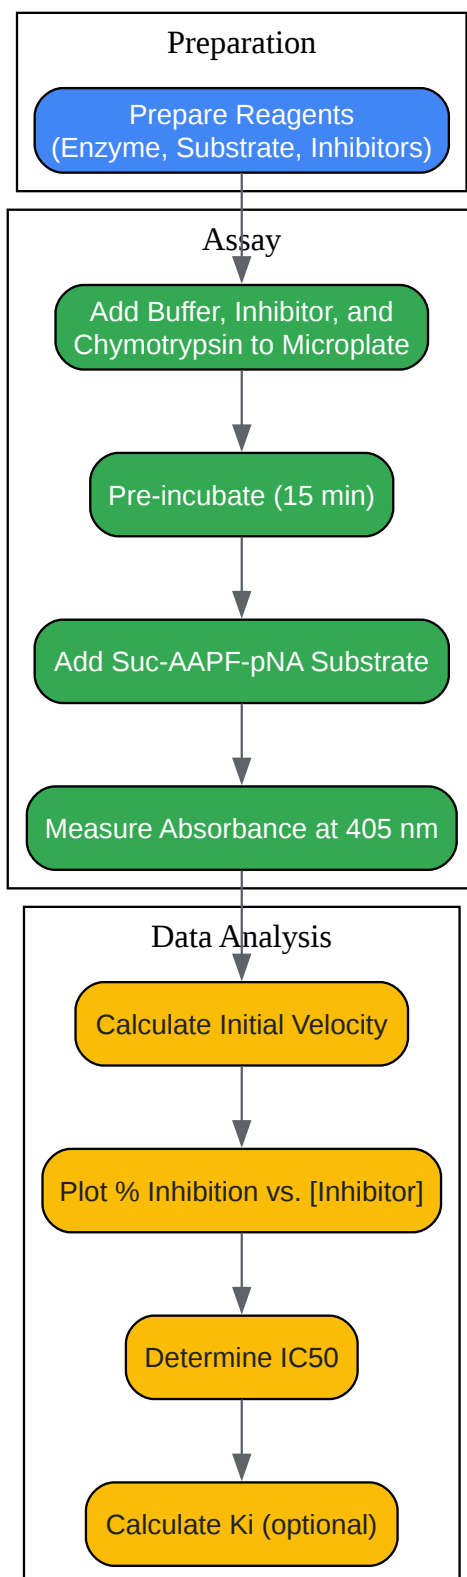 Preparation
Prepare Reagents
(Enzyme, Substrate, Inhibitors)
Assay
Add Buffer, Inhibitor, and
Chymotrypsin to Microplate
Pre-incubate (15 min)
Add Suc-AAPF-pNA Substrate
Measure Absorbance at 405 nm
Data Analysis
Calculate Initial Velocity
Plot % Inhibition vs. [Inhibitor]
Determine IC50
Calculate Ki (optional)